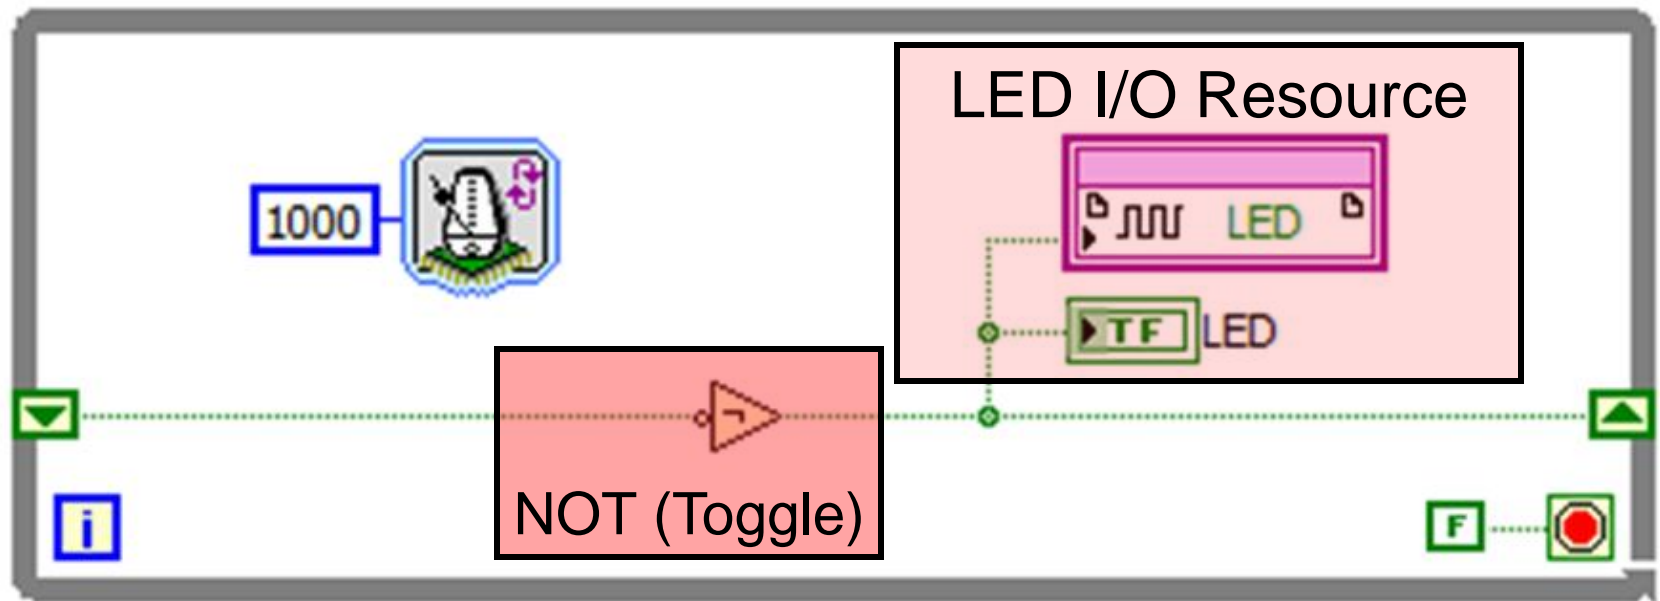 LED I/O Resource
1000
LED
TF
LED
NOT (Toggle)
i
F